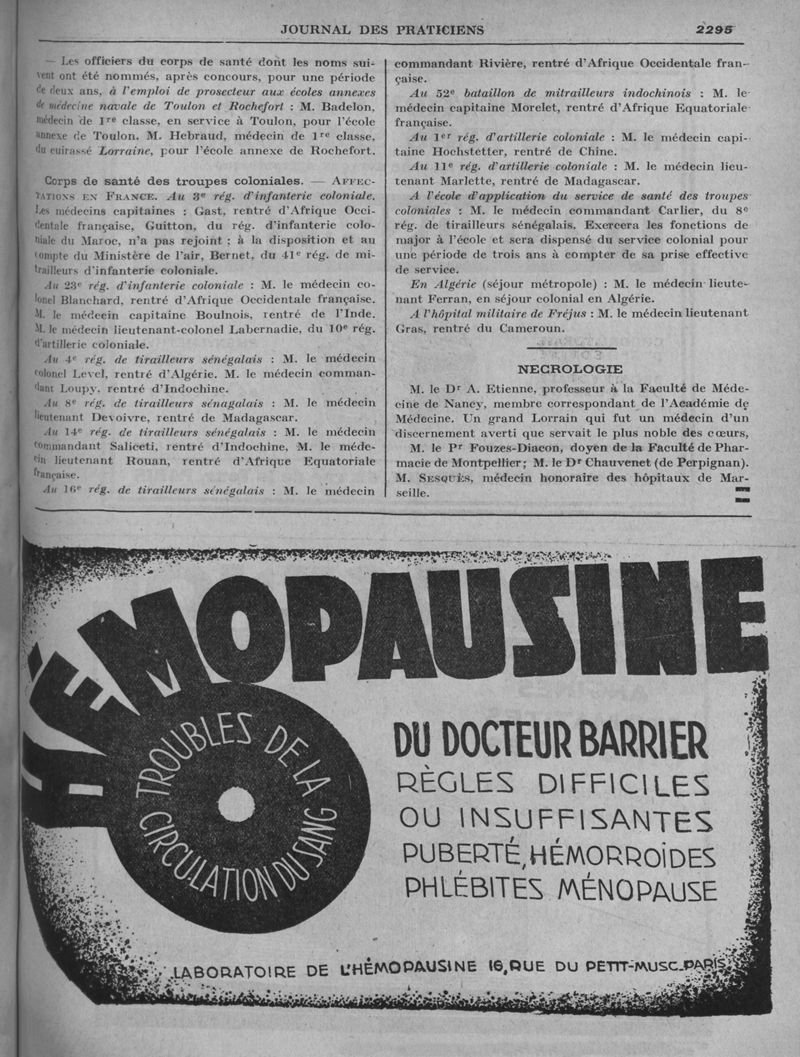 JOURNAL DES PRATICIENS 2295
— Les officiers du corps de santé dont les noms sui-
vent ont été nommés, après concours, pour une période
de deux ans, à l'emploi de prosecteur aux écoles annexes
de médecine navale de Toulon et Rochefort : M. Badelon,
médecin de 1re classe, en service à Toulon, pour l'école
annexe de Toulon, M. Hebraud, médecin de 1re classe,
du cuirassé Lorraine, pour l'école annexe de Rochefort.
Corps de santé des troupes coloniales. — AFFEC-
TATIONS EN FRANCE. Au 3e rég. d'infanterie coloniale.
Les médecins capitaines : Gast, rentré d'Afrique Occi-
dentale française, Guitton, du rég. d'infanterie colo-
niale du Maroc, n'a pas rejoint : à la disposition et au
compte du Ministère de l'air, Bernet, du 41e rég. de mi-
trailleurs d'infanterie coloniale.
Au 23e rég. d'infanterie coloniale : M. le médecin co-
lonel Blanchard, rentré d'Afrique Occidentale française.
M. le médecin capitaine Boulnois, rentré de l'Inde.
M. le médecin lieutenant-colonel Labernadie, du 10e rég.
d'artillerie coloniale.
Au 4e rég. de tirailleurs sénégalais : M. le médecin
colonel Level, rentré d'Algérie. M. le médecin comman-
dant Loupy, rentré d'Indochine.
Au 8e rég. de tirailleurs sénagalais : M. le médecin
lieutenant Devoivre, rentré de Madagascar.
Au 14e rég. de tirailleurs sénégalais : M. le médecin
commandant Saliceti, rentré d'Indochine, M. le méde-
cin lieutenant Rouan, rentré d'Afrique Equatoriale
française.
Au 16e rég. de tirailleurs sénégalais : M. le médecin
commandant Rivière, rentré d'Afrique Occidentale fran-
çaise.
Au 52e bataillon de mitrailleurs indochinois : M. le
médecin capitaine Morelet, rentré d'Afrique Equatoriale
française.
Au 1er rég. d'artillerie coloniale : M. le médecin capi-
taine Hochstetter, rentré de Chine.
Au 11e rég. d'artillerie coloniale : M. le médecin lieu-
tenant Marlette, rentré de Madagascar.
A l'école d'application du service de santé des troupes
coloniales : M. le médecin commandant Carlier, du 8e
rég. de tirailleurs sénégalais. Exercera les fonctions de
major à l'école et sera dispensé du service colonial pour
une période de trois ans à compter de sa prise effective
de service.
En Algérie (séjour métropole) : M. le médecin lieute-
nant Ferran, en séjour colonial en Algérie.
A l'hôpital militaire de Fréjus : M. le médecin lieutenant
Gras, rentré du Cameroun.
NECROLOGIE
M. le Dr A. Etienne, professeur à la Faculté de Méde-
cine de Nancy, membre correspondant de l'Académie de
Médecine. Un grand Lorrain qui fut un médecin d'un
discernement averti que servait le plus noble des cœurs,
M. le Pr Fouzes-Diacon, doyen de la Faculté de Phar-
macie de Montpellier ; M. le Dr Chauvenet (de Perpignan).
M. SESQUÈS, médecin honoraire des hôpitaux de Mar-
seille.
HÉMOPAUSINE
TROUBLES DE LA
CIRCULATION DU SANG
DU DOCTEUR BARRIER
RÈGLES DIFFICILES
OU INSUFFISANTES
PUBERTÉ, HÉMORROÏDES
PHLÉBITES MÉNOPAUSE
LABORATOIRE DE L'HÉMOPAUSINE 16, RUE DU PETIT-MUSC-PARIS